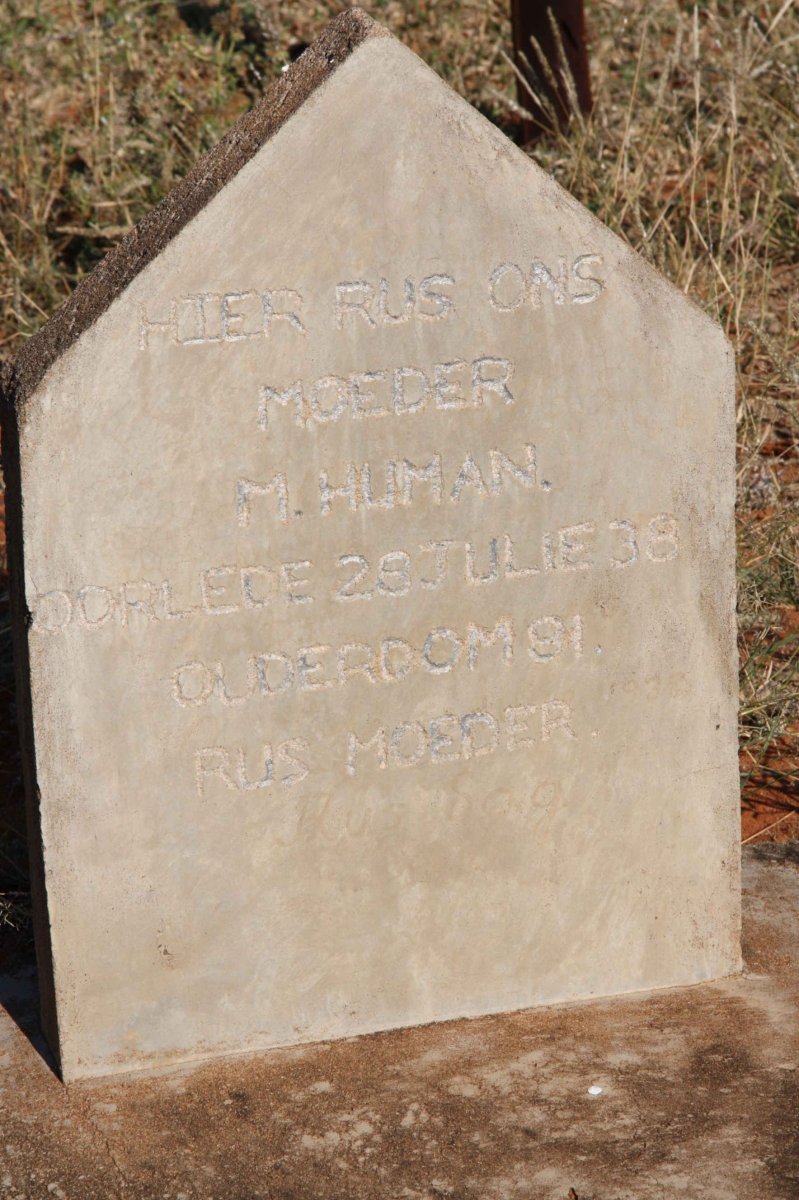 HIER RUS ONS
MOEDER
M. HUMAN.
OORLEDE 28 JULIE 38
OUDERDOM 91.
RUS MOEDER.